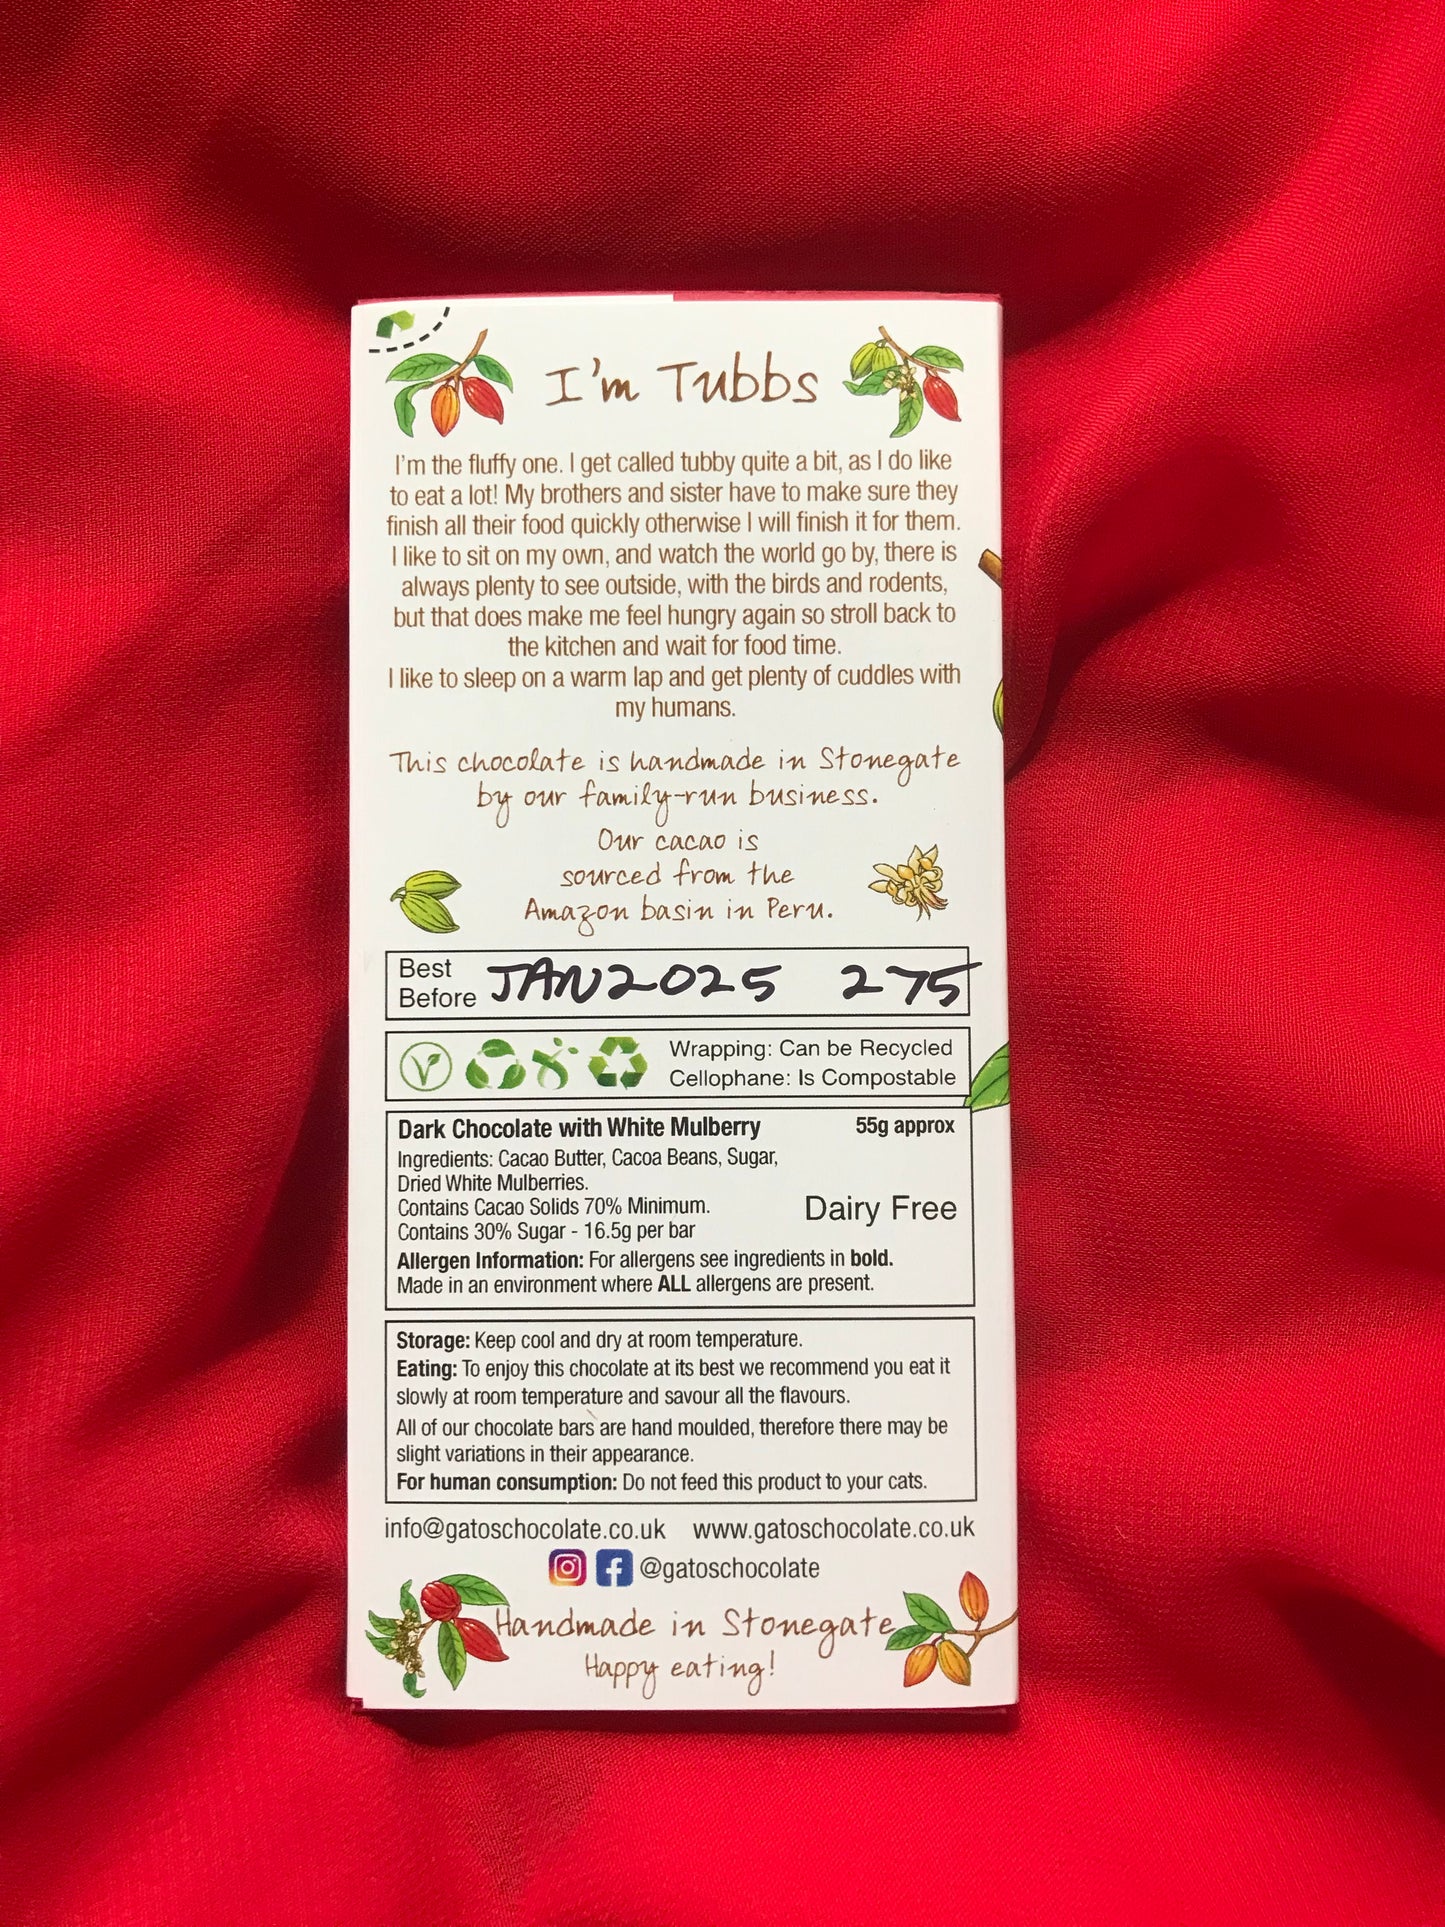 I'm Tubbs
I'm the fluffy one. I get called tubby quite a bit, as I do like
to eat a lot! My brothers and sister have to make sure they
finish all their food quickly otherwise I will finish it for them.
I like to sit on my own, and watch the world go by, there is
always plenty to see outside, with the birds and rodents,
but that does make me feel hungry again so stroll back to
the kitchen and wait for food time.
I like to sleep on a warm lap and get plenty of cuddles with
my humans.
This chocolate is handmade in Stonegate
by our family-run business.
Our cacao is
sourced from the
Amazon basin in Peru.
Best
Before JAN2025 275
Wrapping: Can be Recycled
Cellophane: Is Compostable
Dark Chocolate with White Mulberry 55g approx
Ingredients: Cacao Butter, Cacoa Beans, Sugar,
Dried White Mulberries.
Contains Cacao Solids 70% Minimum.
Dairy Free
Contains 30% Sugar - 16.5g per bar
Allergen Information: For allergens see ingredients in bold.
Made in an environment where ALL allergens are present.
Storage: Keep cool and dry at room temperature.
Eating: To enjoy this chocolate at its best we recommend you eat it
slowly at room temperature and savour all the flavours.
All of our chocolate bars are hand moulded, therefore there may be
slight variations in their appearance.
For human consumption: Do not feed this product to your cats.
info@gatoschocolate.co.uk www.gatoschocolate.co.uk
@gatoschocolate
Handmade in Stonegate
Happy eating!